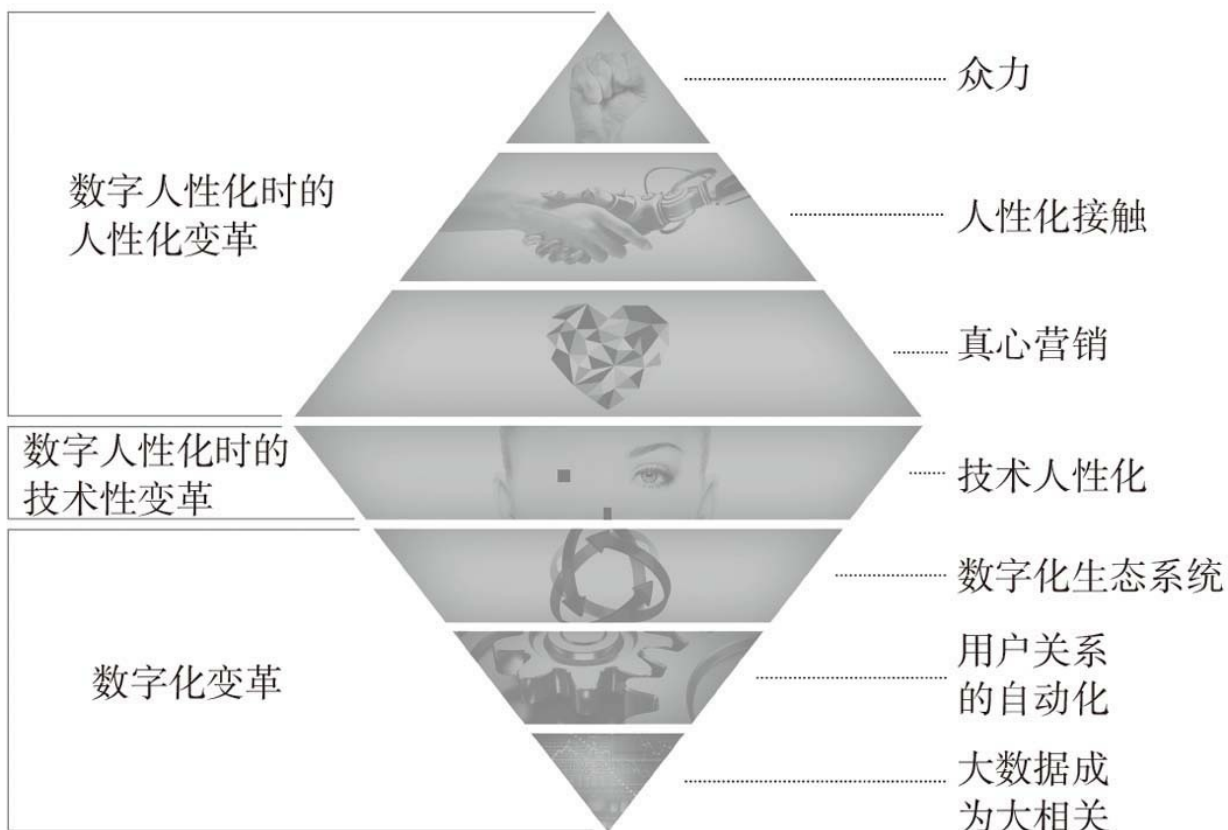 众力
数字人性化时的
人性化变革
人性化接触
真心营销
数字人性化时的
技术性变革
技术人性化
数字化生态系统
用户关系
的自动化
数字化变革
大数据成
为大相关